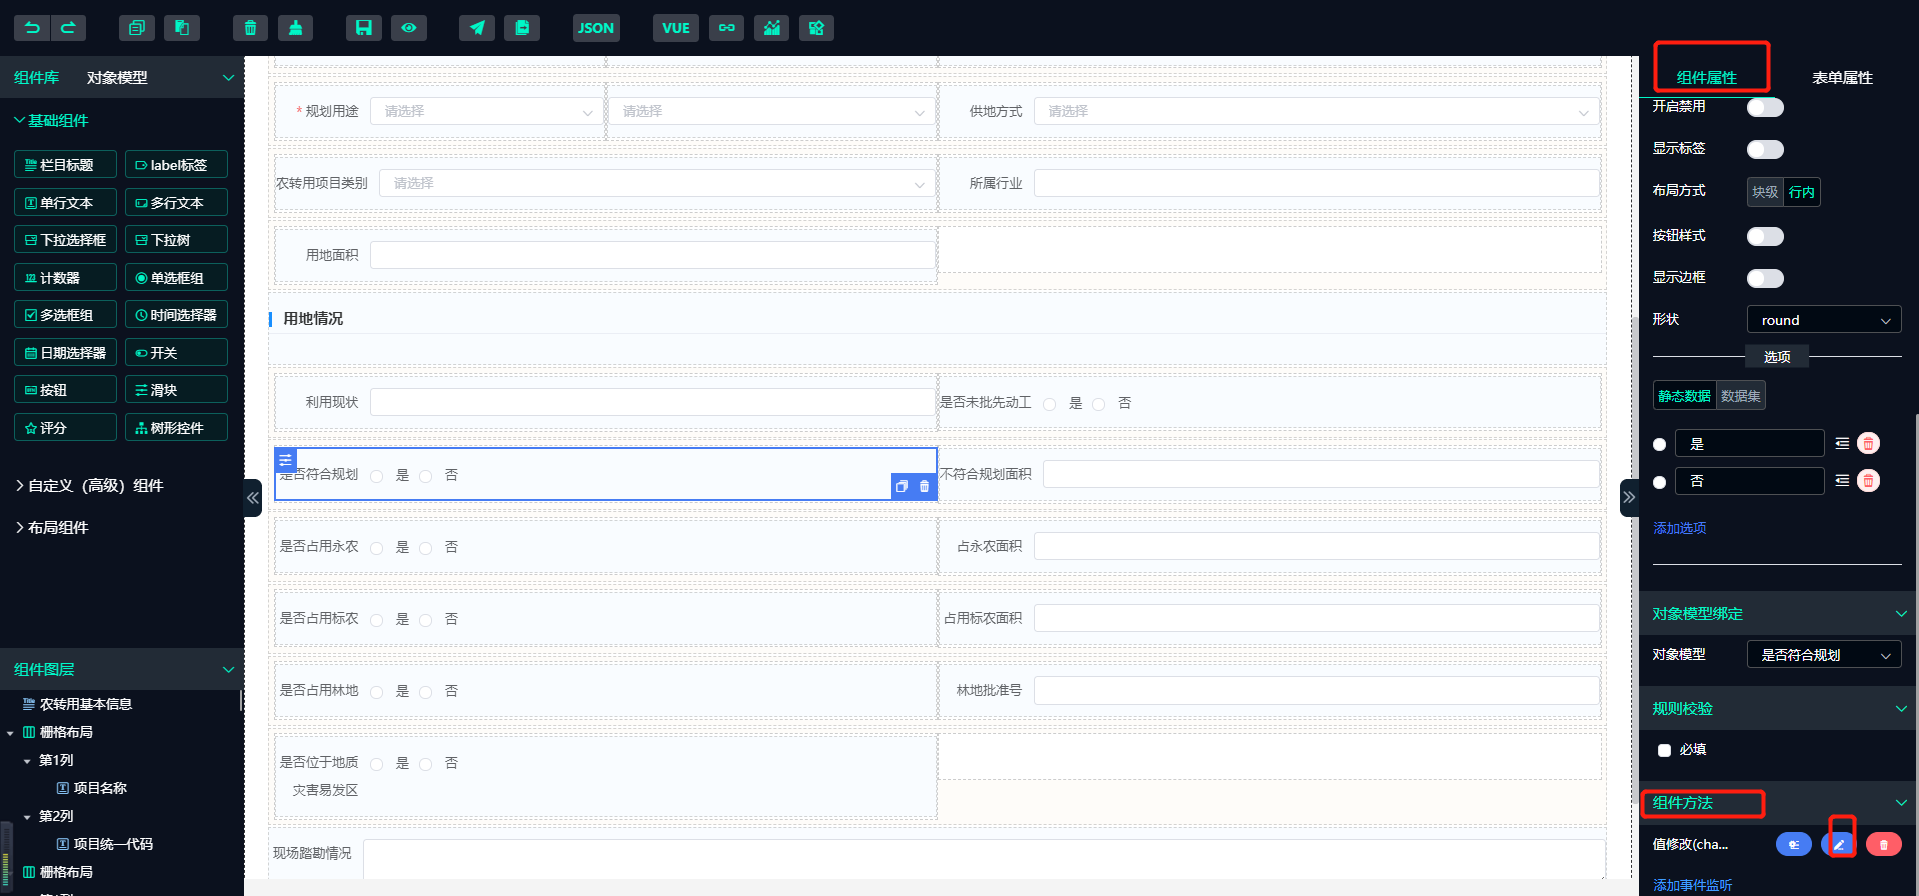 JSON
VUE
组件库
对象模型
基础组件
栏目标题
label标签
单行文本
多行文本
下拉选择框
下拉树
计数器
单选框组
多选框组
时间选择器
日期选择器
开关
按钮
滑块
评分
树形控件
自定义（高级）组件
布局组件
组件图层
农转用基本信息
栅格布局
第1列
项目名称
第2列
项目统一代码
栅格布局
* 规划用途
请选择
请选择
供地方式
请选择
农转用项目类别
请选择
所属行业
用地面积
用地情况
利用现状
是否未批先动工
是
否
是否符合规划
是
否
不符合规划面积
是否占用永农
是
否
占永农面积
是否占用标农
是
否
占用标农面积
是否占用林地
是
否
林地批准号
是否位于地质
灾害易发区
是
否
现场踏勘情况
组件属性
表单属性
开启禁用
显示标签
布局方式
块级
行内
按钮样式
显示边框
形状
round
选项
静态数据
数据集
是
否
添加选项
对象模型绑定
对象模型
是否符合规划
规则校验
必填
组件方法
值修改(cha...
添加事件监听